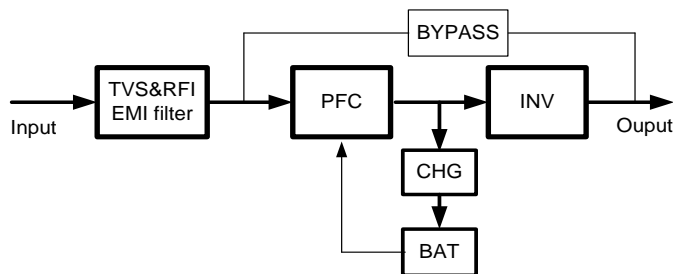 BYPASS
TVS&RFI
EMI filter
PFC
INV
Input
Ouput
CHG
BAT